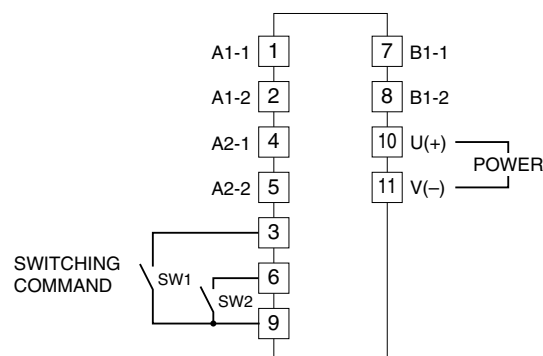 A1-1 1 7 B1-1
A1-2 2 8 B1-2
A2-1 4 10 U(+)
POWER
A2-2 5 11 V(–)
3
SWITCHING
COMMAND
SW1
6
SW2
9